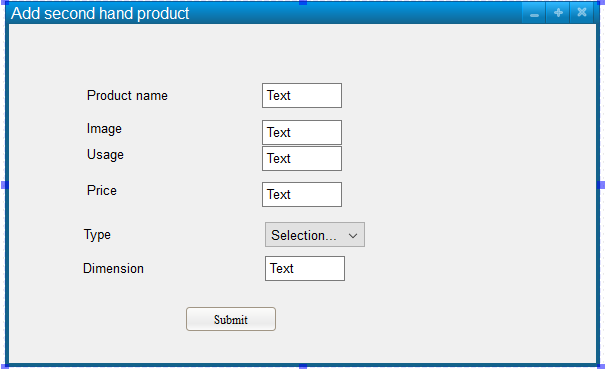 Add second hand product
Product name Text
Image Text
Usage Text
Price Text
Type Selection...
Dimension Text
Submit